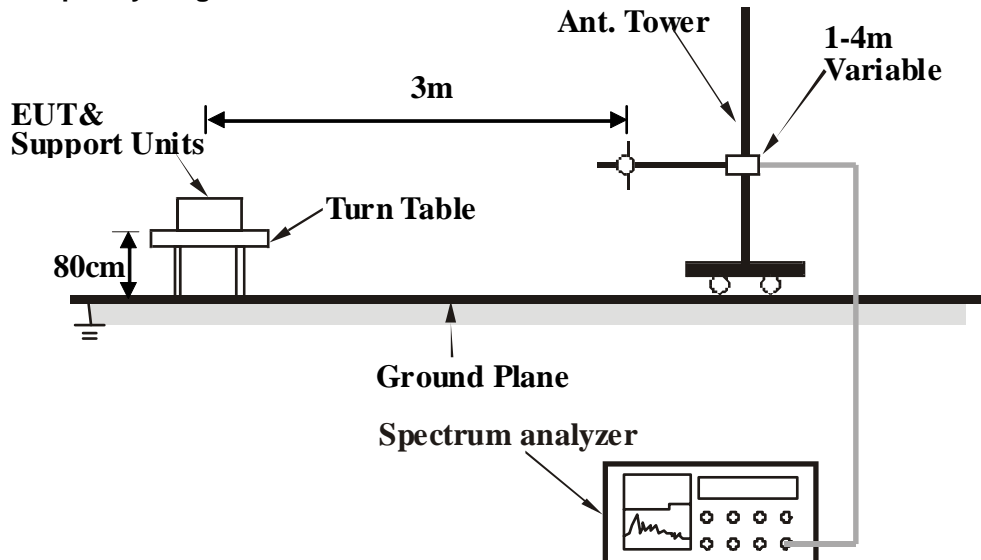 Ant. Tower
1-4m
Variable
3m
EUT&
Support Units
Turn Table
80cm
Ground Plane
Spectrum analyzer